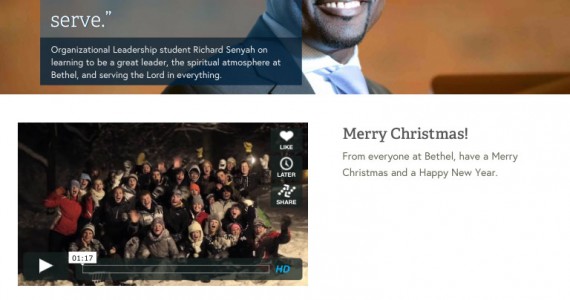 serve.”
Organizational Leadership student Richard Senyah on
learning to be a great leader, the spiritual atmosphere at
Bethel, and serving the Lord in everything.
LIKE
LATER
SHARE
01:17
HD
Merry Christmas!
From everyone at Bethel, have a Merry
Christmas and a Happy New Year.